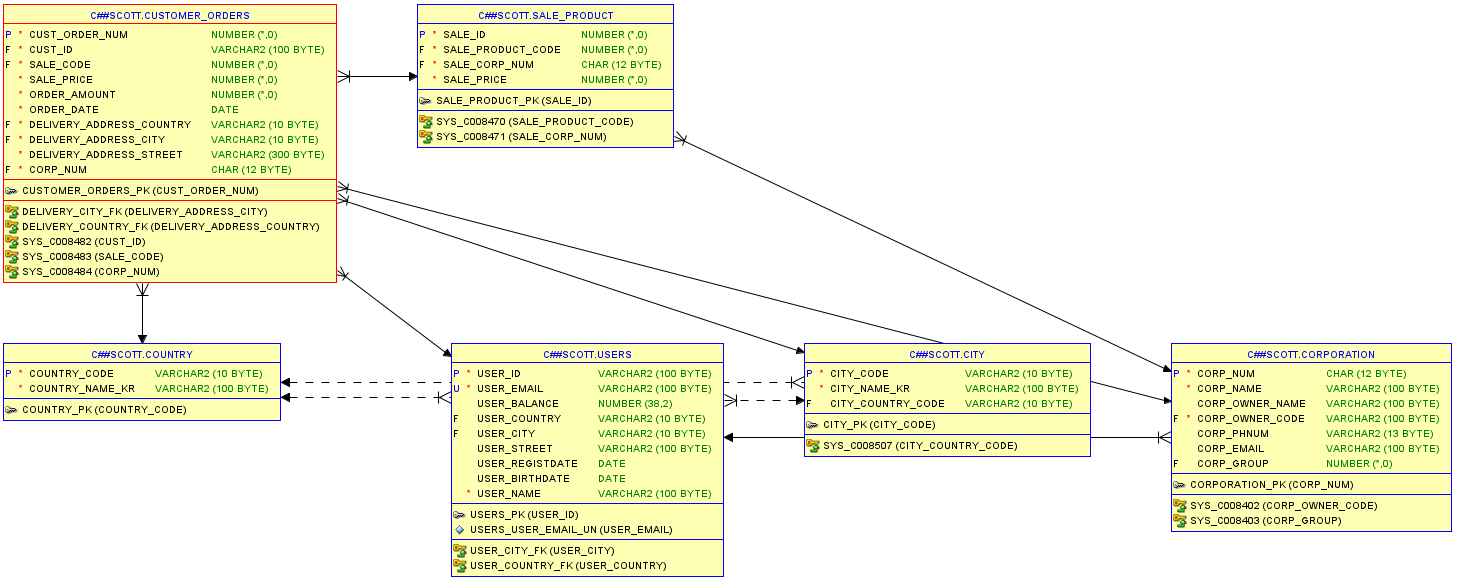 C##SCOTT.CUSTOMER_ORDERS
P * CUST_ORDER_NUM NUMBER (*,0)
F * CUST_ID VARCHAR2 (100 BYTE)
F * SALE_CODE NUMBER (*,0)
* SALE_PRICE NUMBER (*,0)
* ORDER_AMOUNT NUMBER (*,0)
* ORDER_DATE DATE
F * DELIVERY_ADDRESS_COUNTRY VARCHAR2 (10 BYTE)
F * DELIVERY_ADDRESS_CITY VARCHAR2 (10 BYTE)
* DELIVERY_ADDRESS_STREET VARCHAR2 (300 BYTE)
F * CORP_NUM CHAR (12 BYTE)
CUSTOMER_ORDERS_PK (CUST_ORDER_NUM)
DELIVERY_CITY_FK (DELIVERY_ADDRESS_CITY)
DELIVERY_COUNTRY_FK (DELIVERY_ADDRESS_COUNTRY)
SYS_C008482 (CUST_ID)
SYS_C008483 (SALE_CODE)
SYS_C008484 (CORP_NUM)
C##SCOTT.SALE_PRODUCT
P * SALE_ID NUMBER (*,0)
F * SALE_PRODUCT_CODE NUMBER (*,0)
F * SALE_CORP_NUM CHAR (12 BYTE)
* SALE_PRICE NUMBER (*,0)
SALE_PRODUCT_PK (SALE_ID)
SYS_C008470 (SALE_PRODUCT_CODE)
SYS_C008471 (SALE_CORP_NUM)
C##SCOTT.COUNTRY
P * COUNTRY_CODE VARCHAR2 (10 BYTE)
* COUNTRY_NAME_KR VARCHAR2 (100 BYTE)
COUNTRY_PK (COUNTRY_CODE)
C##SCOTT.USERS
P * USER_ID VARCHAR2 (100 BYTE)
U * USER_EMAIL VARCHAR2 (100 BYTE)
USER_BALANCE NUMBER (38,2)
F USER_COUNTRY VARCHAR2 (10 BYTE)
F USER_CITY VARCHAR2 (10 BYTE)
USER_STREET VARCHAR2 (100 BYTE)
USER_REGISTDATE DATE
USER_BIRTHDATE DATE
* USER_NAME VARCHAR2 (100 BYTE)
USERS_PK (USER_ID)
USERS_USER_EMAIL_UN (USER_EMAIL)
USER_CITY_FK (USER_CITY)
USER_COUNTRY_FK (USER_COUNTRY)
C##SCOTT.CITY
P * CITY_CODE VARCHAR2 (10 BYTE)
* CITY_NAME_KR VARCHAR2 (100 BYTE)
F CITY_COUNTRY_CODE VARCHAR2 (10 BYTE)
CITY_PK (CITY_CODE)
SYS_C008507 (CITY_COUNTRY_CODE)
C##SCOTT.CORPORATION
P * CORP_NUM CHAR (12 BYTE)
* CORP_NAME VARCHAR2 (100 BYTE)
CORP_OWNER_NAME VARCHAR2 (100 BYTE)
F * CORP_OWNER_CODE VARCHAR2 (100 BYTE)
CORP_PHNUM VARCHAR2 (13 BYTE)
CORP_EMAIL VARCHAR2 (100 BYTE)
F CORP_GROUP NUMBER (*,0)
CORPORATION_PK (CORP_NUM)
SYS_C008402 (CORP_OWNER_CODE)
SYS_C008403 (CORP_GROUP)